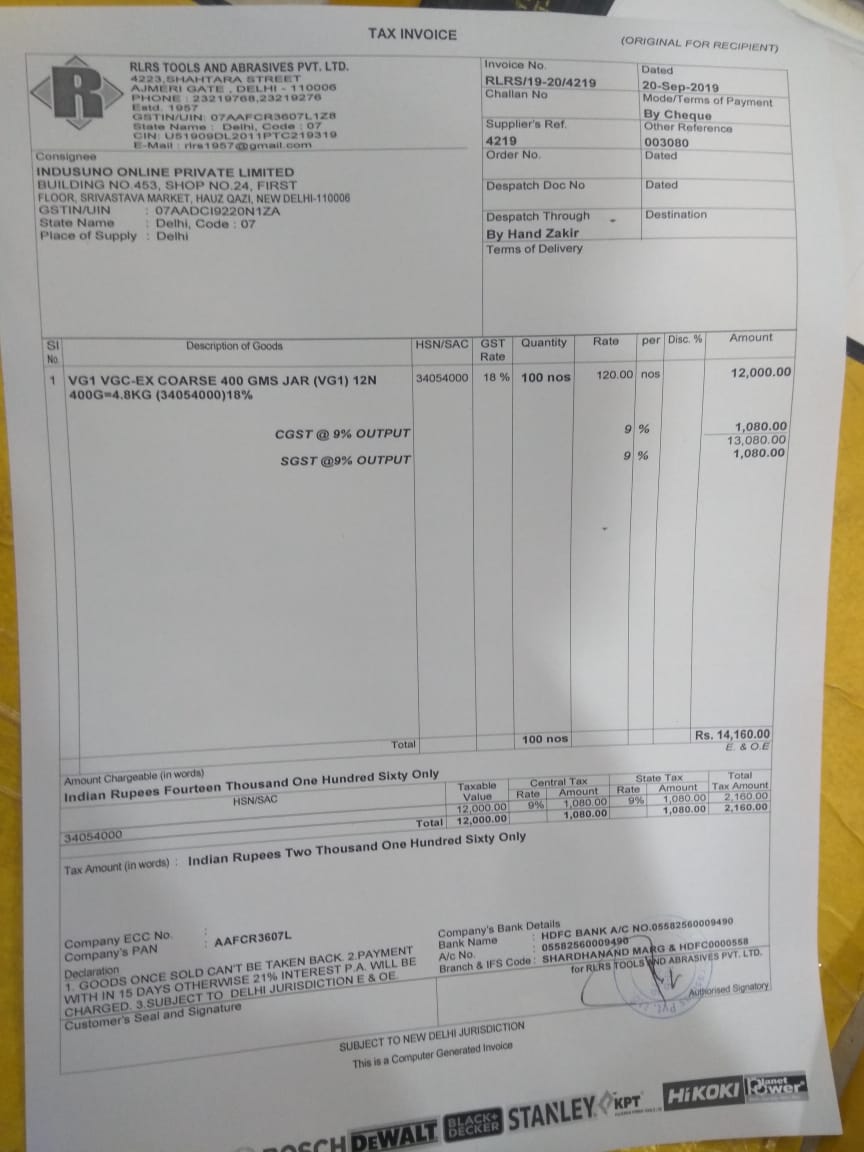 TAX INVOICE
(ORIGINAL FOR RECIPIENT)
R
RLRS TOOLS AND ABRASIVES PVT. LTD.
4223,SHAHTARA STREET
AJMERI GATE , DELHI - 110006
PHONE : 23219768,23219276
Estd. 1957
GSTIN/UIN: 07AAFCR3607L1Z8
State Name : Delhi, Code : 07
CIN: U51909DL2011PTC219319
E-Mail : rlrs1957@gmail.com
Invoice No.
RLRS/19-20/4219
Dated
20-Sep-2019
Challan No
Mode/Terms of Payment
By Cheque
Supplier's Ref.
4219
Other Reference
003080
Order No.
Dated
Despatch Doc No
Dated
Despatch Through
By Hand Zakir
Destination
Terms of Delivery
Consignee
INDUSUNO ONLINE PRIVATE LIMITED
BUILDING NO.453, SHOP NO.24, FIRST
FLOOR, SRIVASTAVA MARKET, HAUZ QAZI, NEW DELHI-110006
GSTIN/UIN : 07AADCI9220N1ZA
State Name : Delhi, Code : 07
Place of Supply : Delhi
Sl No. Description of Goods HSN/SAC GST Rate Quantity Rate per Disc. % Amount
1 VG1 VGC-EX COARSE 400 GMS JAR (VG1) 12N 34054000 18 % 100 nos 120.00 nos 12,000.00
400G=4.8KG (34054000)18%
CGST @ 9% OUTPUT 9 % 1,080.00
13,080.00
SGST @9% OUTPUT 9 % 1,080.00
Total 100 nos Rs. 14,160.00
E. & O.E
Amount Chargeable (in words)
Indian Rupees Fourteen Thousand One Hundred Sixty Only
HSN/SAC Taxable Value Central Tax Rate Amount State Tax Rate Amount Total Tax Amount
34054000 12,000.00 9% 1,080.00 9% 1,080.00 2,160.00
Total 12,000.00 1,080.00 1,080.00 2,160.00
Tax Amount (in words) : Indian Rupees Two Thousand One Hundred Sixty Only
Company ECC No. :
Company's PAN : AAFCR3607L
Declaration
1. GOODS ONCE SOLD CAN'T BE TAKEN BACK. 2.PAYMENT
WITH IN 15 DAYS OTHERWISE 21% INTEREST P.A. WILL BE
CHARGED. 3.SUBJECT TO DELHI JURISDICTION E & OE.
Customer's Seal and Signature
Company's Bank Details
Bank Name : HDFC BANK A/C NO.05582560009490
A/c No. : 05582560009490
Branch & IFS Code : SHARDHANAND MARG & HDFC0000558
for RLRS TOOLS AND ABRASIVES PVT. LTD.
Authorised Signatory
SUBJECT TO NEW DELHI JURISDICTION
This is a Computer Generated Invoice
BOSCH DEWALT BLACK+ DECKER STANLEY KPT HiKOKI Planet Power